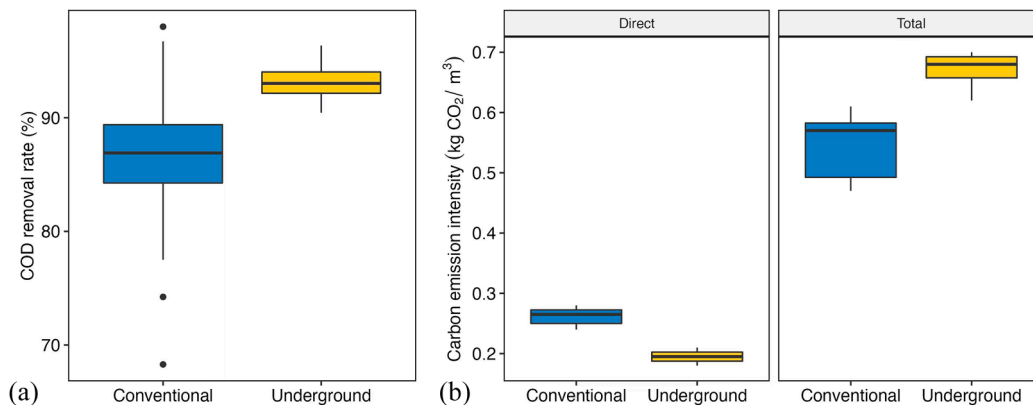 COD removal rate (%)
90
80
70
Conventional
Underground
(a)
Direct
Total
Carbon emission intensity (kg CO₂/ m³)
0.7
0.6
0.5
0.4
0.3
0.2
Conventional
Underground
Conventional
Underground
(b)